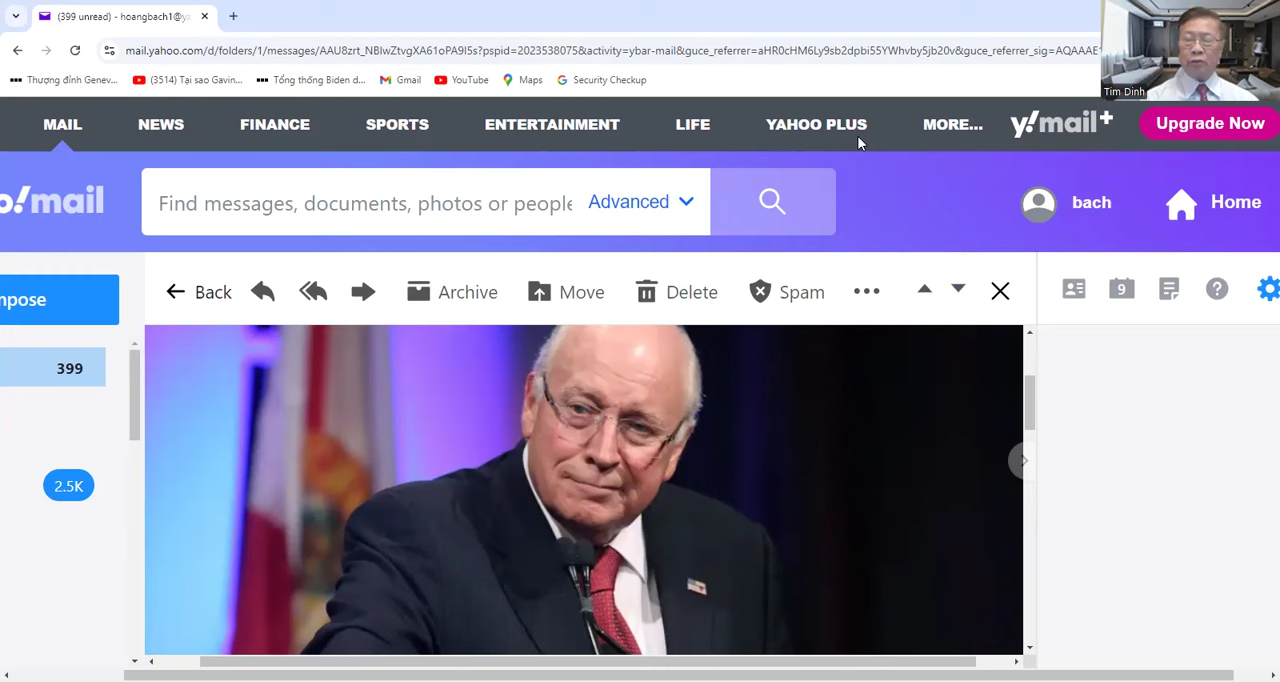 (399 unread) - hoangbach1@ya
mail.yahoo.com/d/folders/1/messages/AAU8zrt_NBIwZtvgXA61oPA9I5s?pspid=2023538075&activity=ybar-mail&guce_referrer=aHR0cHM6Ly9sb2dpbi55YWhvby5jb20v&guce_referrer_sig=AQAAAE
Thượng đỉnh Genev... (3514) Tại sao Gavin... Tổng thống Biden d... Gmail YouTube Maps Security Checkup
Tim Dinh
MAIL NEWS FINANCE SPORTS ENTERTAINMENT LIFE YAHOO PLUS MORE... y!mail+ Upgrade Now
o!mail Find messages, documents, photos or people Advanced bach Home
mpose Back Archive Move Delete Spam ••• 9
399
2.5K